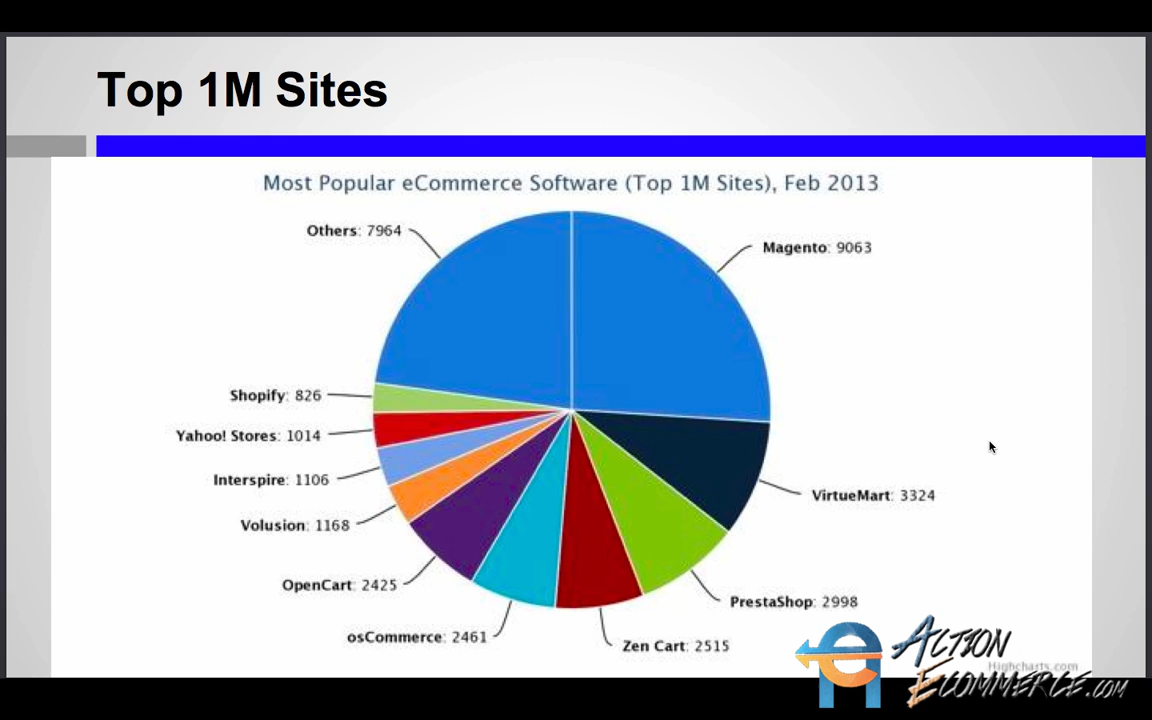 Top 1M Sites
Most Popular eCommerce Software (Top 1M Sites), Feb 2013
Others: 7964
Magento: 9063
Shopify: 826
Yahoo! Stores: 1014
Interspire: 1106
VirtueMart: 3324
Volusion: 1168
OpenCart: 2425
PrestaShop: 2998
osCommerce: 2461
Zen Cart: 2515
Action
Highcharts.com
Ecommerce.com